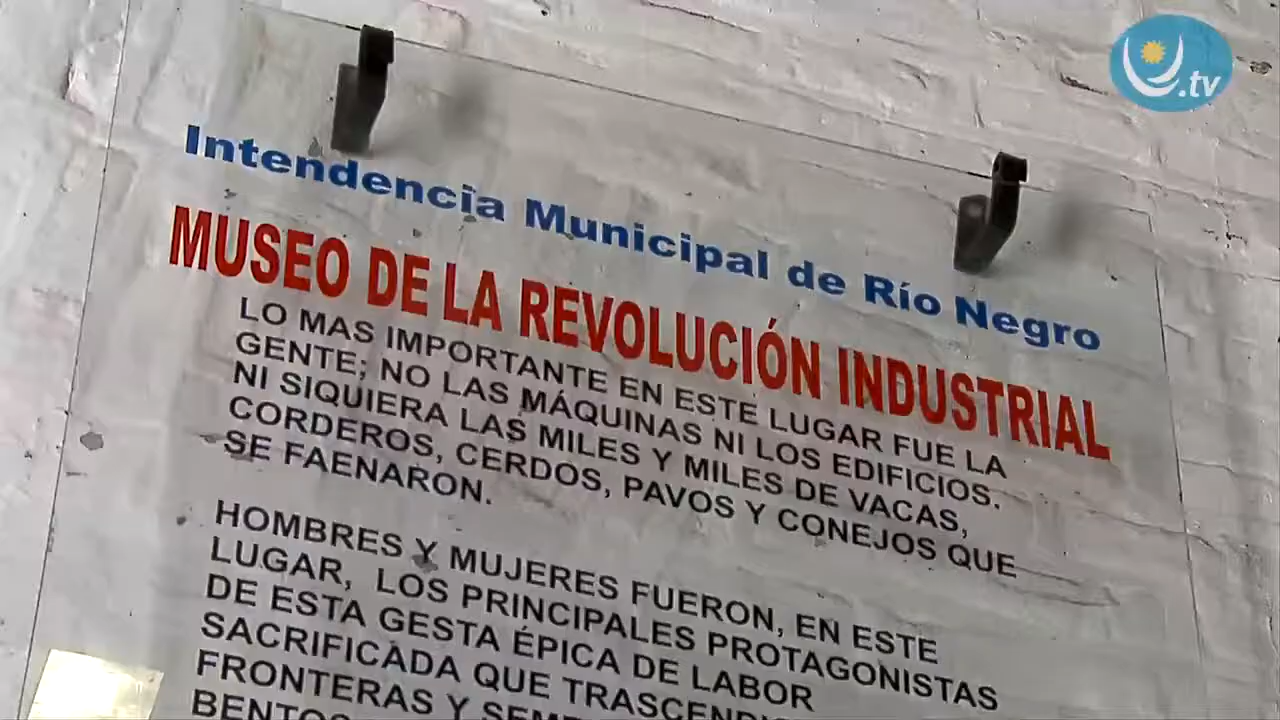 .tv
Intendencia Municipal de Río Negro
MUSEO DE LA REVOLUCIÓN INDUSTRIAL
LO MAS IMPORTANTE EN ESTE LUGAR FUE LA
GENTE; NO LAS MÁQUINAS NI LOS EDIFICIOS.
NI SIQUIERA LAS MILES Y MILES DE VACAS,
CORDEROS, CERDOS, PAVOS Y CONEJOS QUE
SE FAENARON.
HOMBRES Y MUJERES FUERON, EN ESTE
LUGAR, LOS PRINCIPALES PROTAGONISTAS
DE ESTA GESTA ÉPICA DE LABOR
SACRIFICADA QUE
FRONTERAS Y